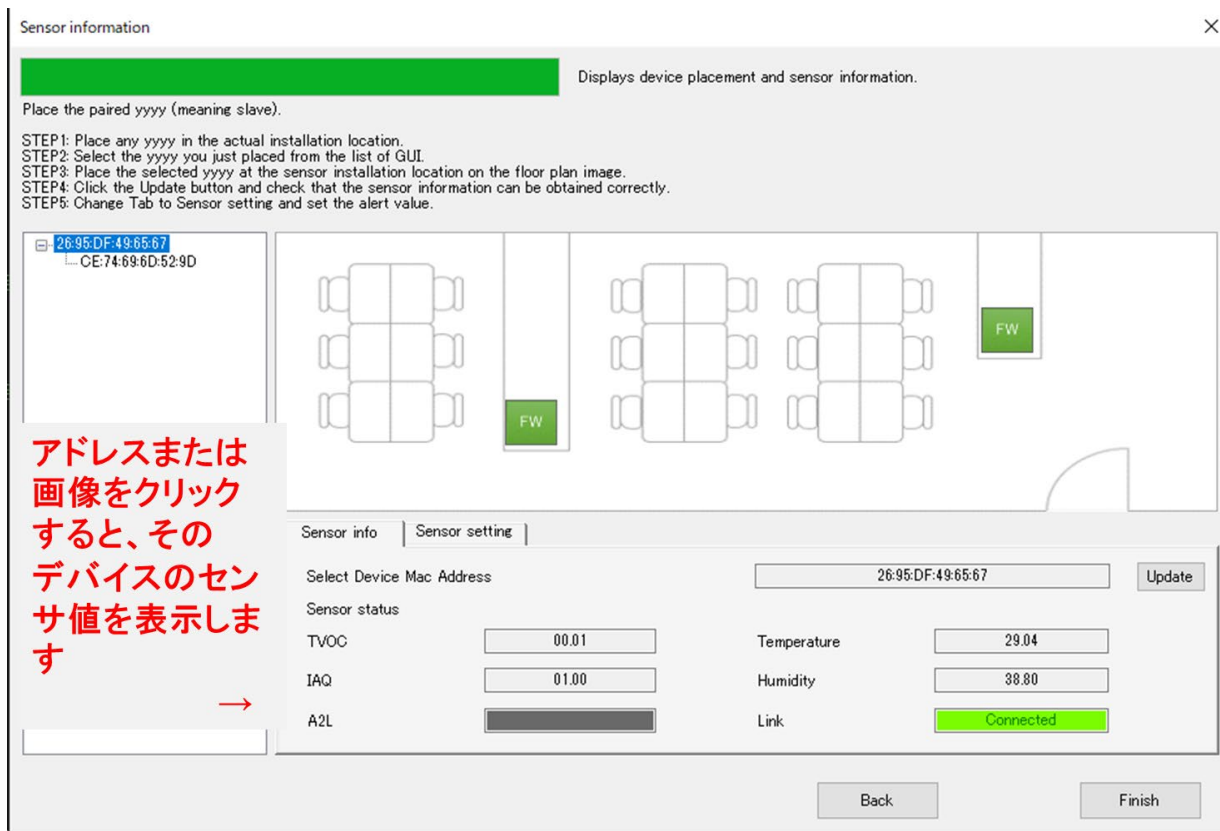 Sensor information
Displays device placement and sensor information.
Place the paired yyyy (meaning slave).
STEP1: Place any yyyy in the actual installation location.
STEP2: Select the yyyy you just placed from the list of GUI.
STEP3: Place the selected yyyy at the sensor installation location on the floor plan image.
STEP4: Click the Update button and check that the sensor information can be obtained correctly.
STEP5: Change Tab to Sensor setting and set the alert value.
26:95:DF:49:65:67
CE:74:69:6D:52:9D
FW
FW
アドレスまたは
画像をクリック
すると、その
デバイスのセン
サ値を表示しま
す
→
Sensor info
Sensor setting
Select Device Mac Address
26:95:DF:49:65:67
Update
Sensor status
TVOC
00.01
Temperature
29.04
IAQ
01.00
Humidity
38.80
A2L
Link
Connected
Back
Finish